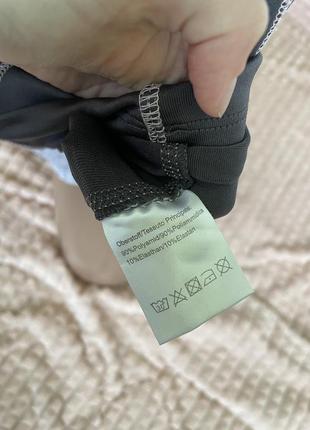 Oberstoff/Tessuto Principale:
90%Polyamid/90%Poliammide
10%Elasthan/10%Elastan